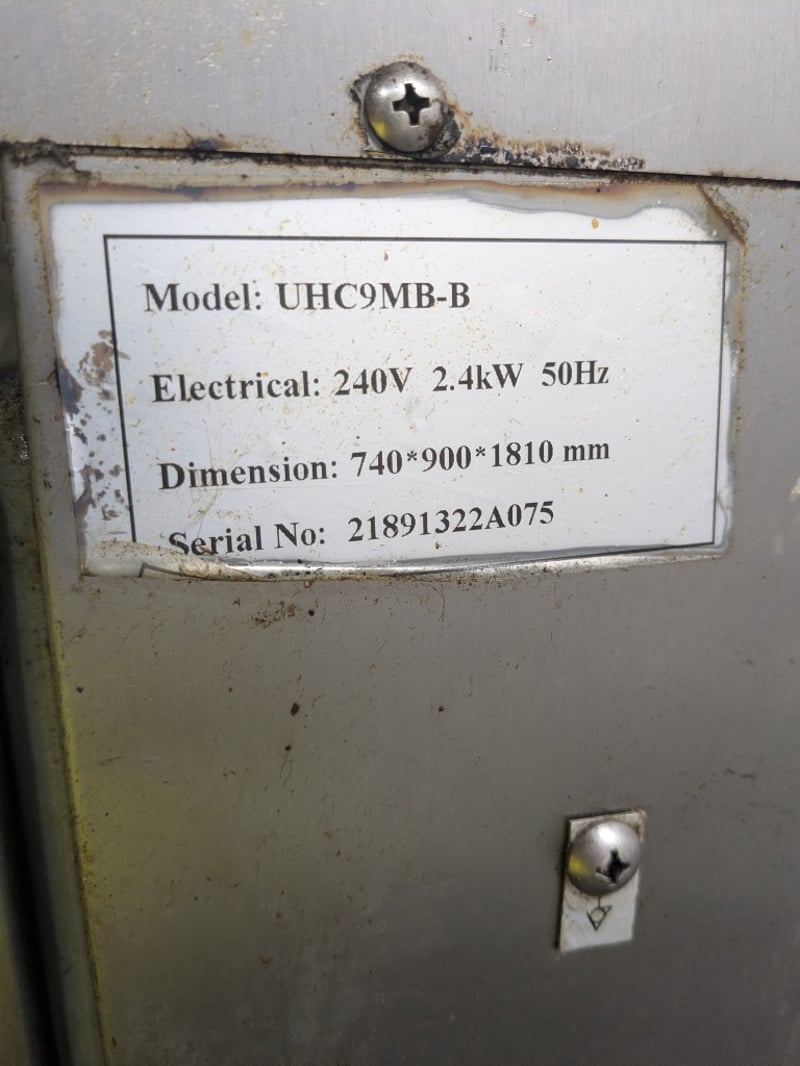 Model: UHC9MB-B
Electrical: 240V 2.4kW 50Hz
Dimension: 740*900*1810 mm
Serial No: 21891322A075